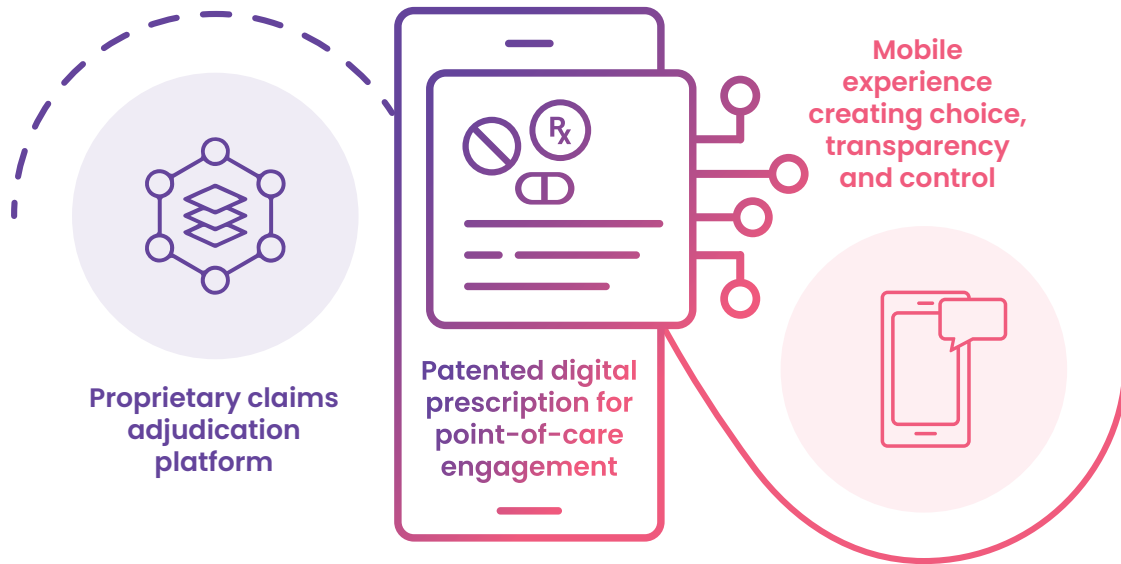 Proprietary claims
adjudication
platform
Rx
Patented digital
prescription for
point-of-care
engagement
Mobile
experience
creating choice,
transparency
and control